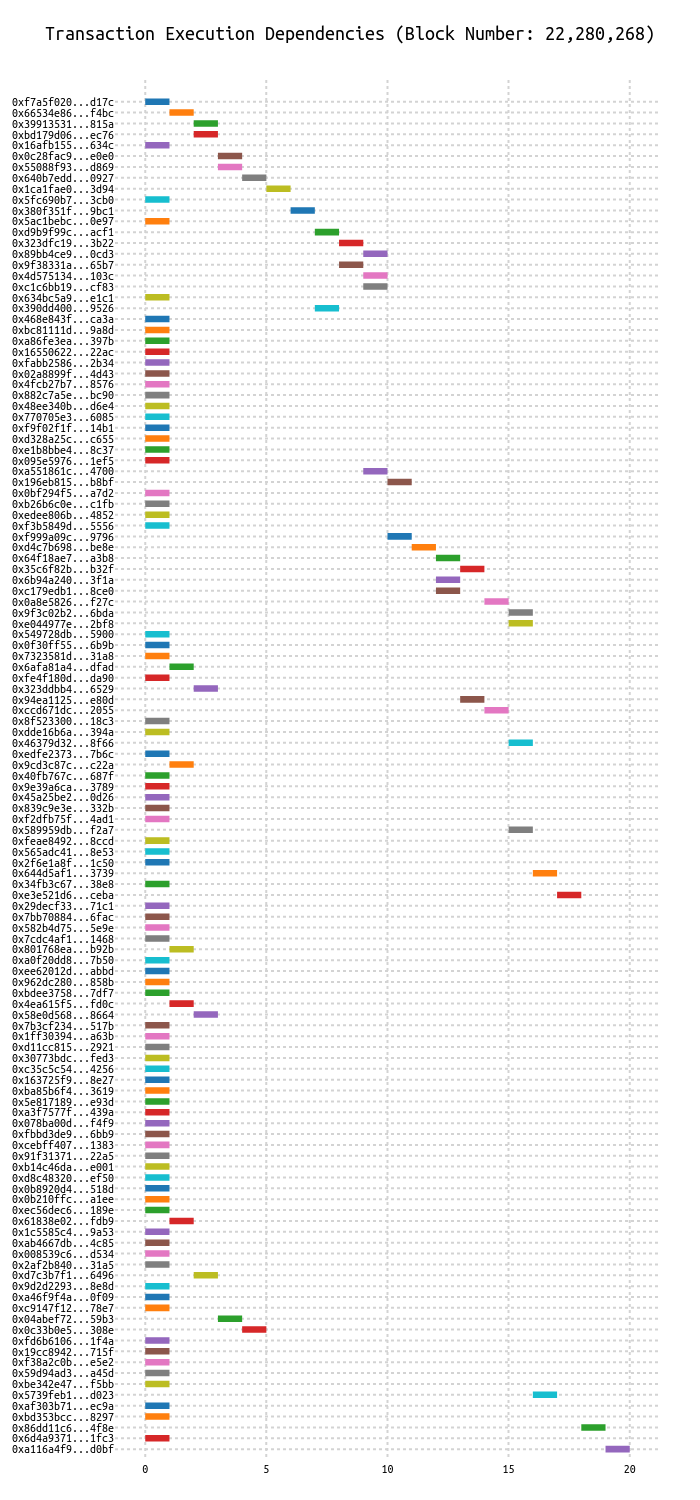 Transaction Execution Dependencies (Block Number: 22,280,268)
0xf7a5f020...d17c
0x66534e86...f4bc
0x39913531...815a
0xbd179d06...ec76
0x16afb155...634c
0x0c28fac9...e0e0
0x55088f93...d869
0x640b7edd...0927
0x1ca1fae0...3d94
0x5fc690b7...3cb0
0x380f351f...9bc1
0x5ac1bebc...0e97
0xd9b9f99c...acf1
0x323dfc19...3b22
0x89bb4ce9...0cd3
0x9f38331a...65b7
0x4d575134...103c
0xc1c6bb19...cf83
0x634bc5a9...e1c1
0x390dd400...9526
0x468e843f...ca3a
0xbc81111d...9a8d
0xa86fe3ea...397b
0x16550622...22ac
0xfabb2586...2b34
0x02a8899f...4d43
0x4fcb27b7...8576
0x882c7a5e...bc90
0x48ee340b...d6e4
0x770705e3...6085
0xf9f02f1f...14b1
0xd328a25c...c655
0xe1b8bbe4...8c37
0x095e5976...1ef5
0xa551861c...4700
0x196eb815...b8bf
0x0bf294f5...a7d2
0xb26b6c0e...c1fb
0xedee806b...4852
0xf3b5849d...5556
0xf999a09c...9796
0xd4c7b698...be8e
0x64f18ae7...a3b8
0x35c6f82b...b32f
0x6b94a240...3f1a
0xc179edb1...8ce0
0x0a8e5826...f27c
0x9f3c02b2...6bda
0xe044977e...2bf8
0x549728db...5900
0x0f30ff55...6b9b
0x7323581d...31a8
0x6afa81a4...dfad
0xfe4f180d...da90
0x323ddbb4...6529
0x94ea1125...e80d
0xccd671dc...2055
0x8f523300...18c3
0xdde16b6a...394a
0x46379d32...8f66
0xedfe2373...7b6c
0x9cd3c87c...c22a
0x40fb767c...687f
0x9e39a6ca...3789
0x45a25be2...0d26
0x839c9e3e...332b
0xf2dfb75f...4ad1
0x589959db...f2a7
0xfeae8492...8ccd
0x565adc41...8e53
0x2f6e1a8f...1c50
0x644d5af1...3739
0x34fb3c67...38e8
0xe3e521d6...ceba
0x29decf33...71c1
0x7bb70884...6fac
0x582b4d75...5e9e
0x7cdc4af1...1468
0x801768ea...b92b
0xa0f20dd8...7b50
0xee62012d...abbd
0x962dc280...858b
0xbdee3758...7df7
0x4ea615f5...fd0c
0x58e0d568...8664
0x7b3cf234...517b
0x1ff30394...a63b
0xd11cc815...2921
0x30773bdc...fed3
0xc35c5c54...4256
0x163725f9...8e27
0xba85b6f4...3619
0x5e817189...e93d
0xa3f7577f...439a
0x078ba00d...f4f9
0xfbbd3de9...6bb9
0xcebff407...1383
0x91f31371...22a5
0xb14c46da...e001
0xd8c48320...ef50
0x0b8920d4...518d
0x0b210ffc...a1ee
0xec56dec6...189e
0x61838e02...fdb9
0x1c5585c4...9a53
0xab4667db...4c85
0x008539c6...d534
0x2af2b840...31a5
0xd7c3b7f1...6496
0x9d2d2293...8e8d
0xa46f9f4a...0f09
0xc9147f12...78e7
0x04abef72...59b3
0x0c33b0e5...308e
0xfd6b6106...1f4a
0x19cc8942...715f
0xf38a2c0b...e5e2
0x59d94ad3...a45d
0xbe342e47...f5bb
0x5739feb1...d023
0xaf303b71...ec9a
0xbd353bcc...8297
0x86dd11c6...4f8e
0x6d4a9371...1fc3
0xa116a4f9...d0bf
0 5 10 15 20